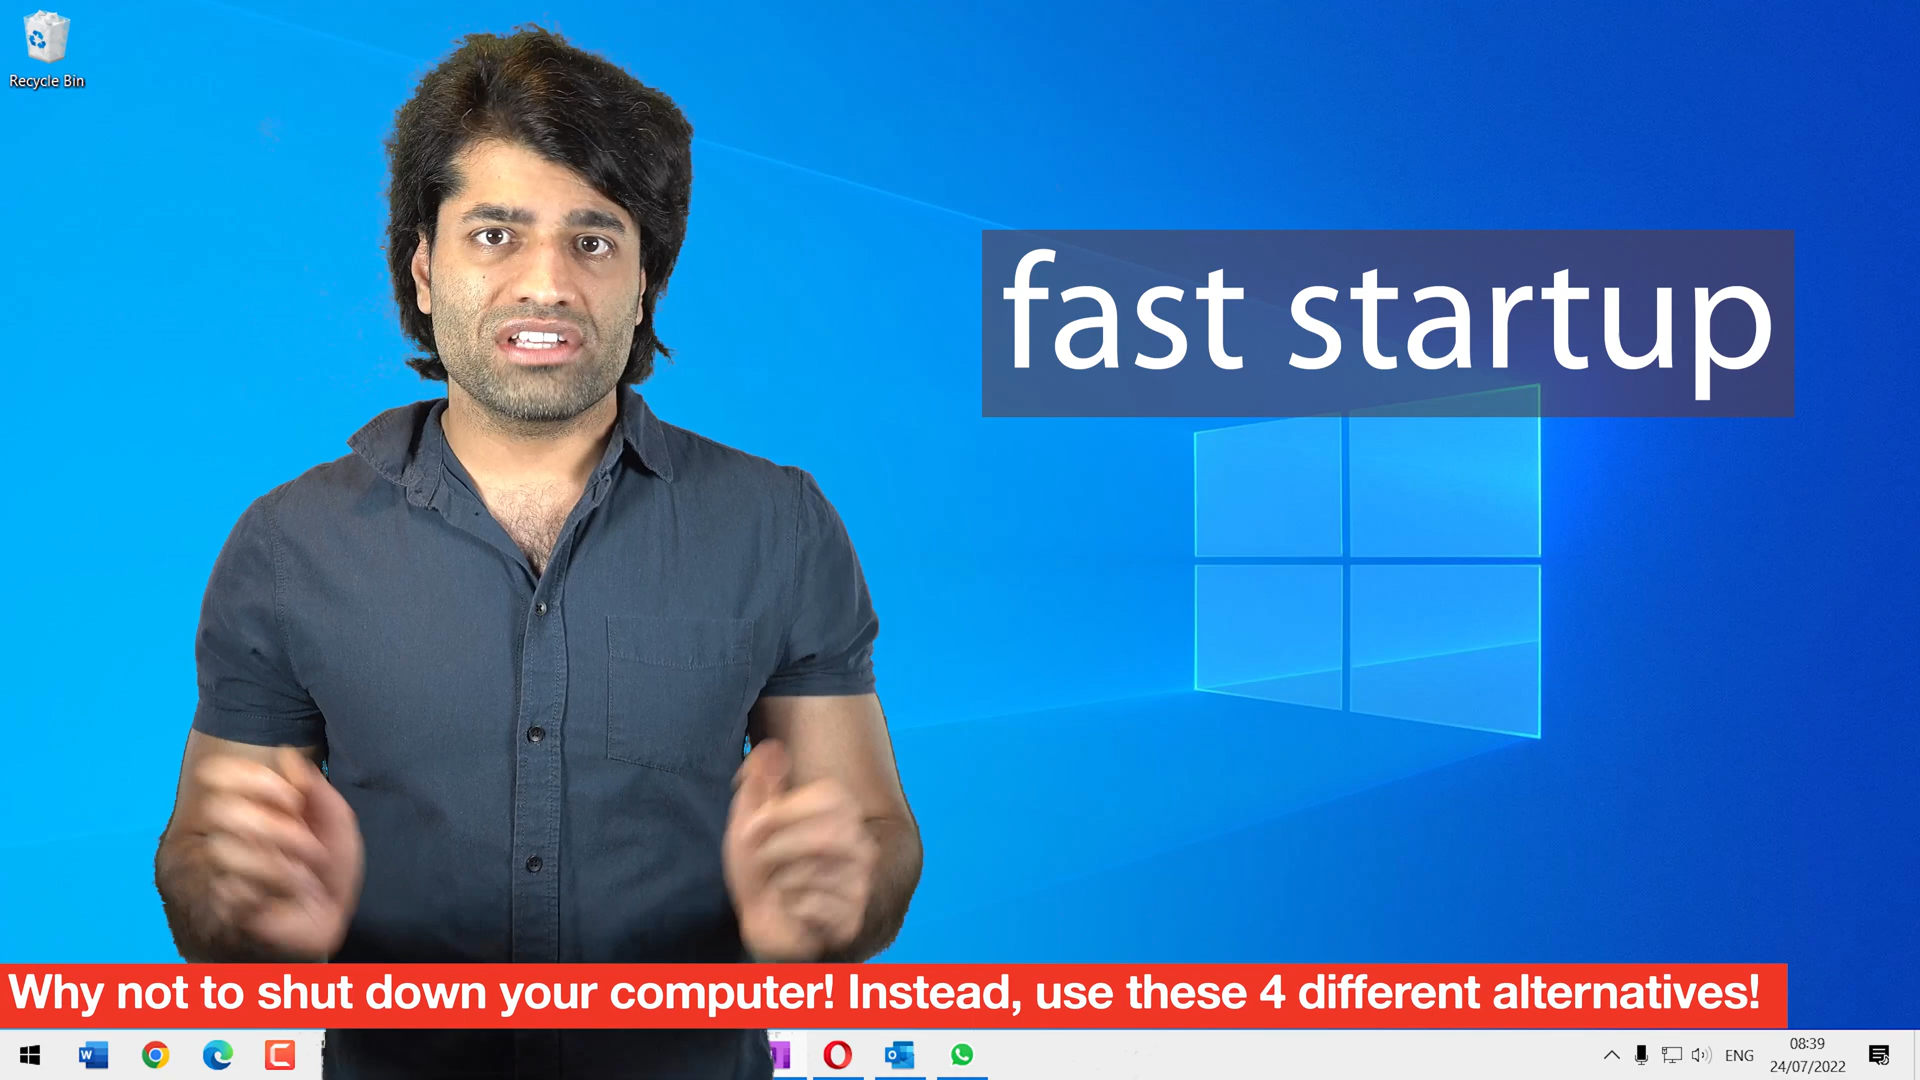 Recycle Bin
fast startup
Why not to shut down your computer! Instead, use these 4 different alternatives!
ENG
08:39
24/07/2022